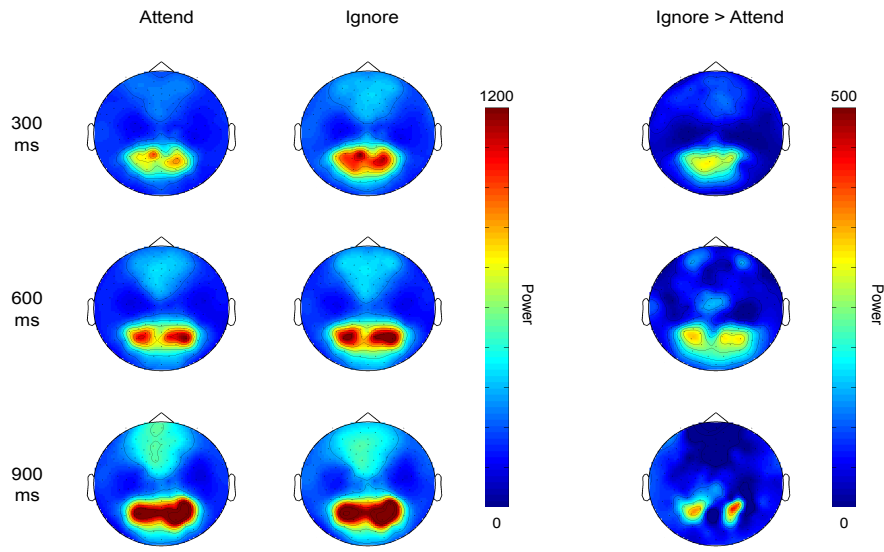 Attend
Ignore
Ignore > Attend
1200
500
300
ms
600
ms
Power
Power
900
ms
0
0